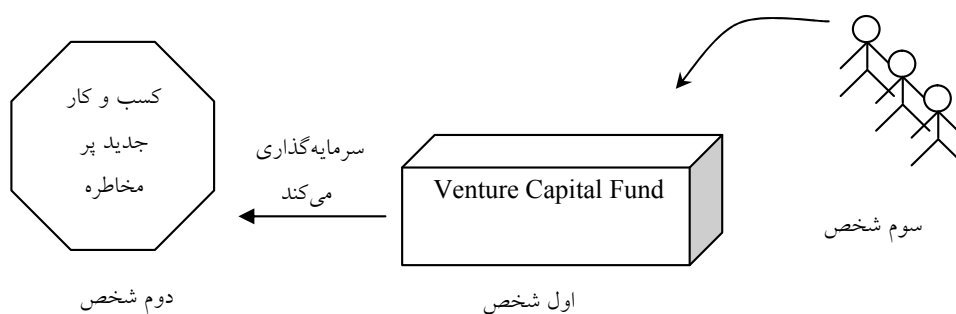 کسب و کار
جدید پر
مخاطره
سرمایه‌گذاری
می‌کند
Venture Capital Fund
سوم شخص
اول شخص
دوم شخص